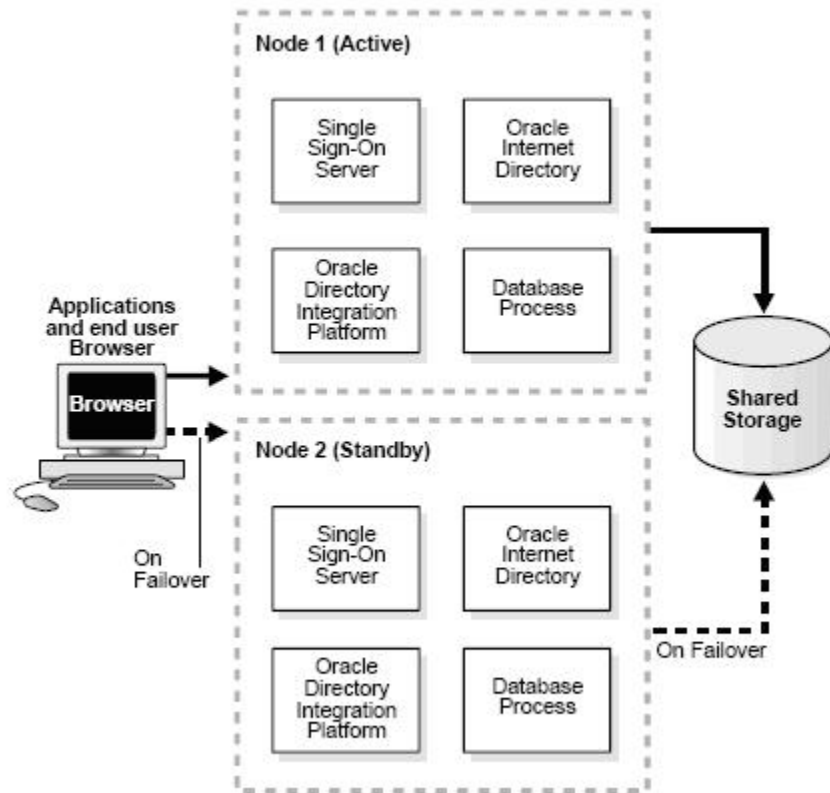 Node 1 (Active)
Single
Sign-On
Server
Oracle
Internet
Directory
Oracle
Directory
Integration
Platform
Database
Process
Applications
and end user
Browser
Browser
Shared
Storage
Node 2 (Standby)
On
Failover
Single
Sign-On
Server
Oracle
Internet
Directory
Oracle
Directory
Integration
Platform
Database
Process
On Failover